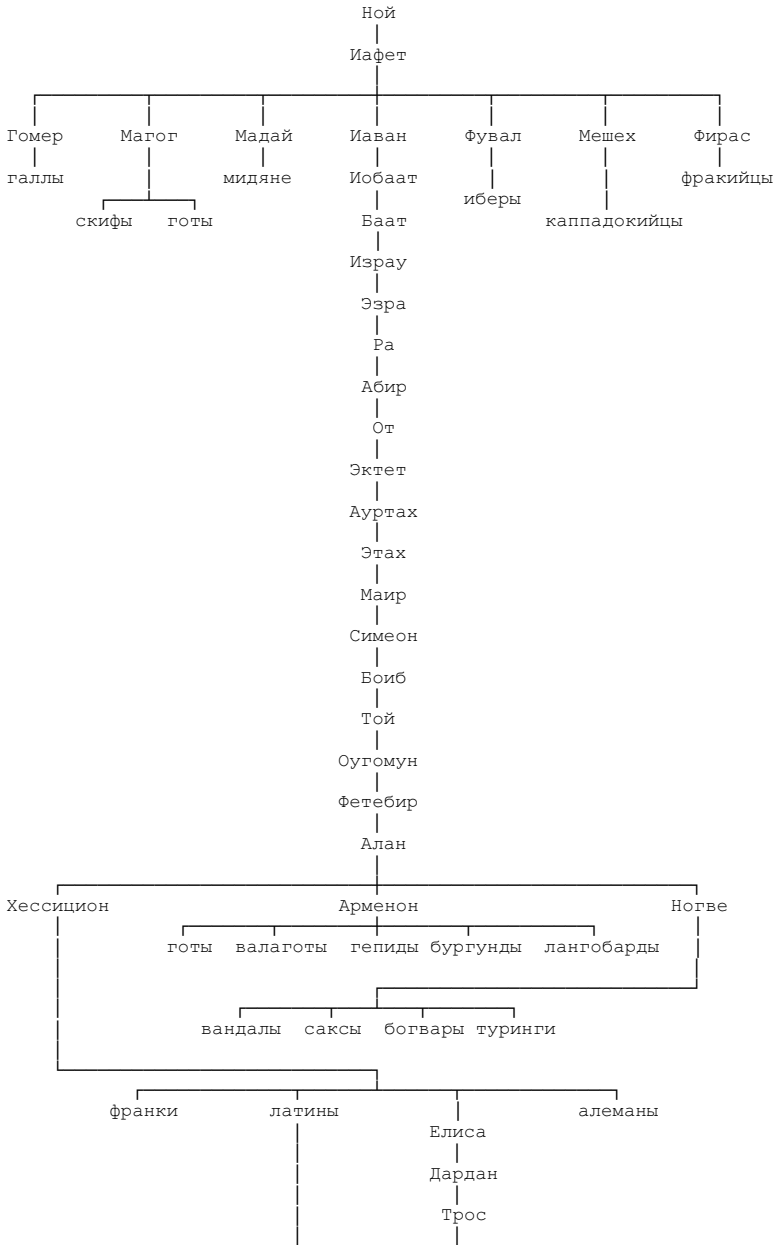 Ной
Иафет
Гомер Магог Мадай Иаван Фувал Мешех Фирас
галлы мидяне Иобаат фракийцы
иберы
скифы готы Баат каппадокийцы
Израу
Эзра
Ра
Абир
От
Эктет
Ауртах
Этах
Маир
Симеон
Боиб
Той
Оугомун
Фетебир
Алан
Хессицион Арменон Ногве
готы валаготы гепиды бургунды лангобарды
вандалы саксы богвары туринги
франки латины алеманы
Елиса
Дардан
Трос